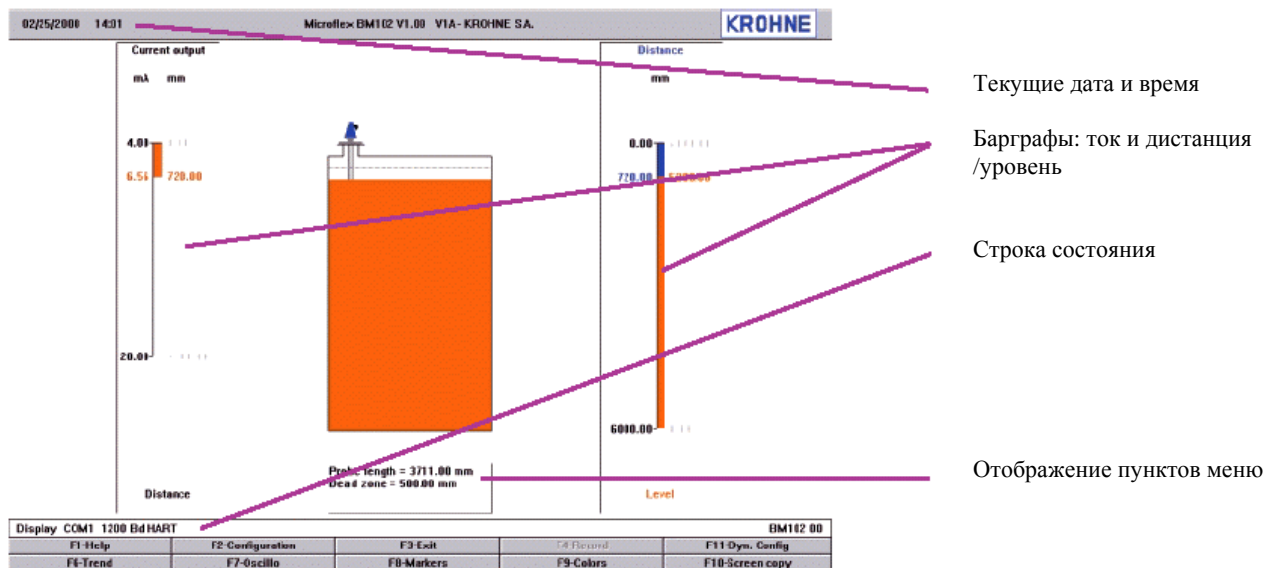 02/25/2000 14:01 Microflex BM102 V1.00 V1A - KROHNE SA. KROHNE
Current output
mA mm
Distance
mm
Текущие дата и время
Барграфы: ток и дистанция
/уровень
4.00
6.56 720.00
0.00
720.00
Строка состояния
20.00
6000.00
Probe length = 3711.00 mm
Dead zone = 500.00 mm
Отображение пунктов меню
Distance
Level
Display COM1 1200 Bd HART BM102 00
F1-Help F2-Configuration F3-Exit F4-Record F11-Dyn. Config
F6-Trend F7-Oscillo F8-Markers F9-Colors F10-Screen copy